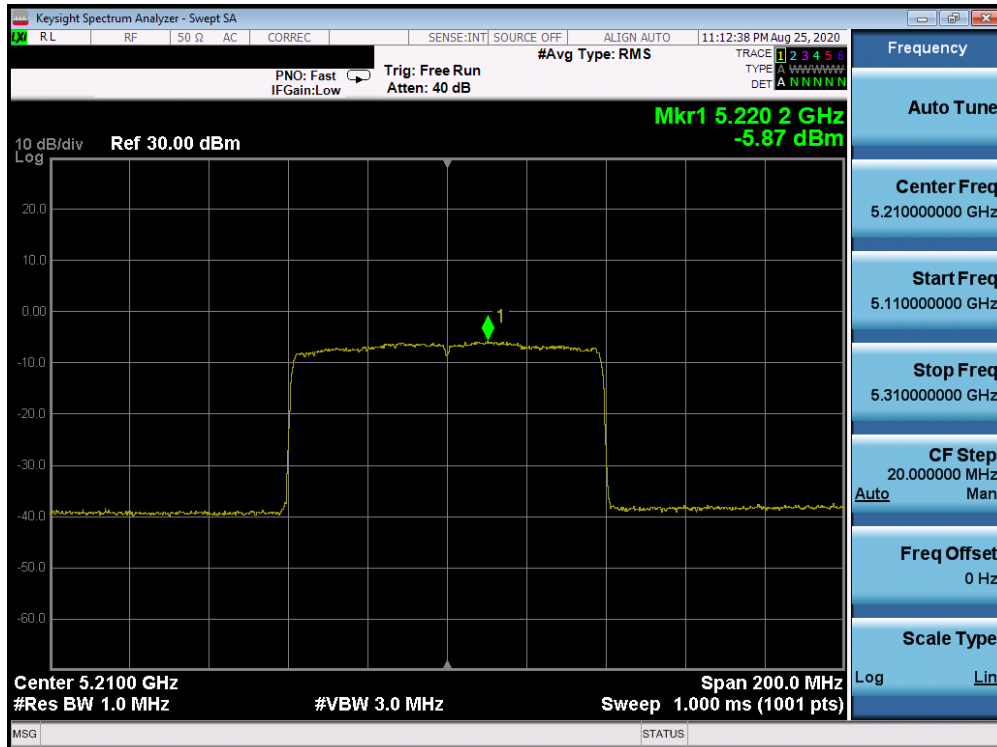 Keysight Spectrum Analyzer - Swept SA
LXI RL RF 50 Ω AC CORREC SENSE:INT SOURCE OFF ALIGN AUTO 11:12:38 PM Aug 25, 2020
#Avg Type: RMS
PNO: Fast
IFGain:Low
Trig: Free Run
Atten: 40 dB
TRACE 1 2 3 4 5 6
TYPE A WWWWW
DET A N N N N N
Mkr1 5.220 2 GHz
-5.87 dBm
10 dB/div Ref 30.00 dBm
Log
20.0
10.0
0.00
-10.0
-20.0
-30.0
-40.0
-50.0
-60.0
1
Center 5.2100 GHz Span 200.0 MHz
#Res BW 1.0 MHz #VBW 3.0 MHz Sweep 1.000 ms (1001 pts)
MSG STATUS
Frequency
Auto Tune
Center Freq
5.210000000 GHz
Start Freq
5.110000000 GHz
Stop Freq
5.310000000 GHz
CF Step
20.000000 MHz
Auto Man
Freq Offset
0 Hz
Scale Type
Log Lin